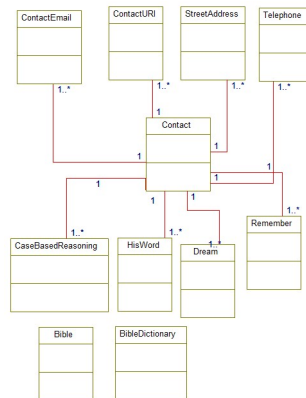 ContactEmail
ContactURI
StreetAddress
Telephone
1..*
1..*
1..*
1..*
1
1
Contact
1
1
1
1
1
1
1..*
1..*
1..*
1..*
CaseBasedReasoning
HisWord
Dream
Remember
Bible
BibleDictionary